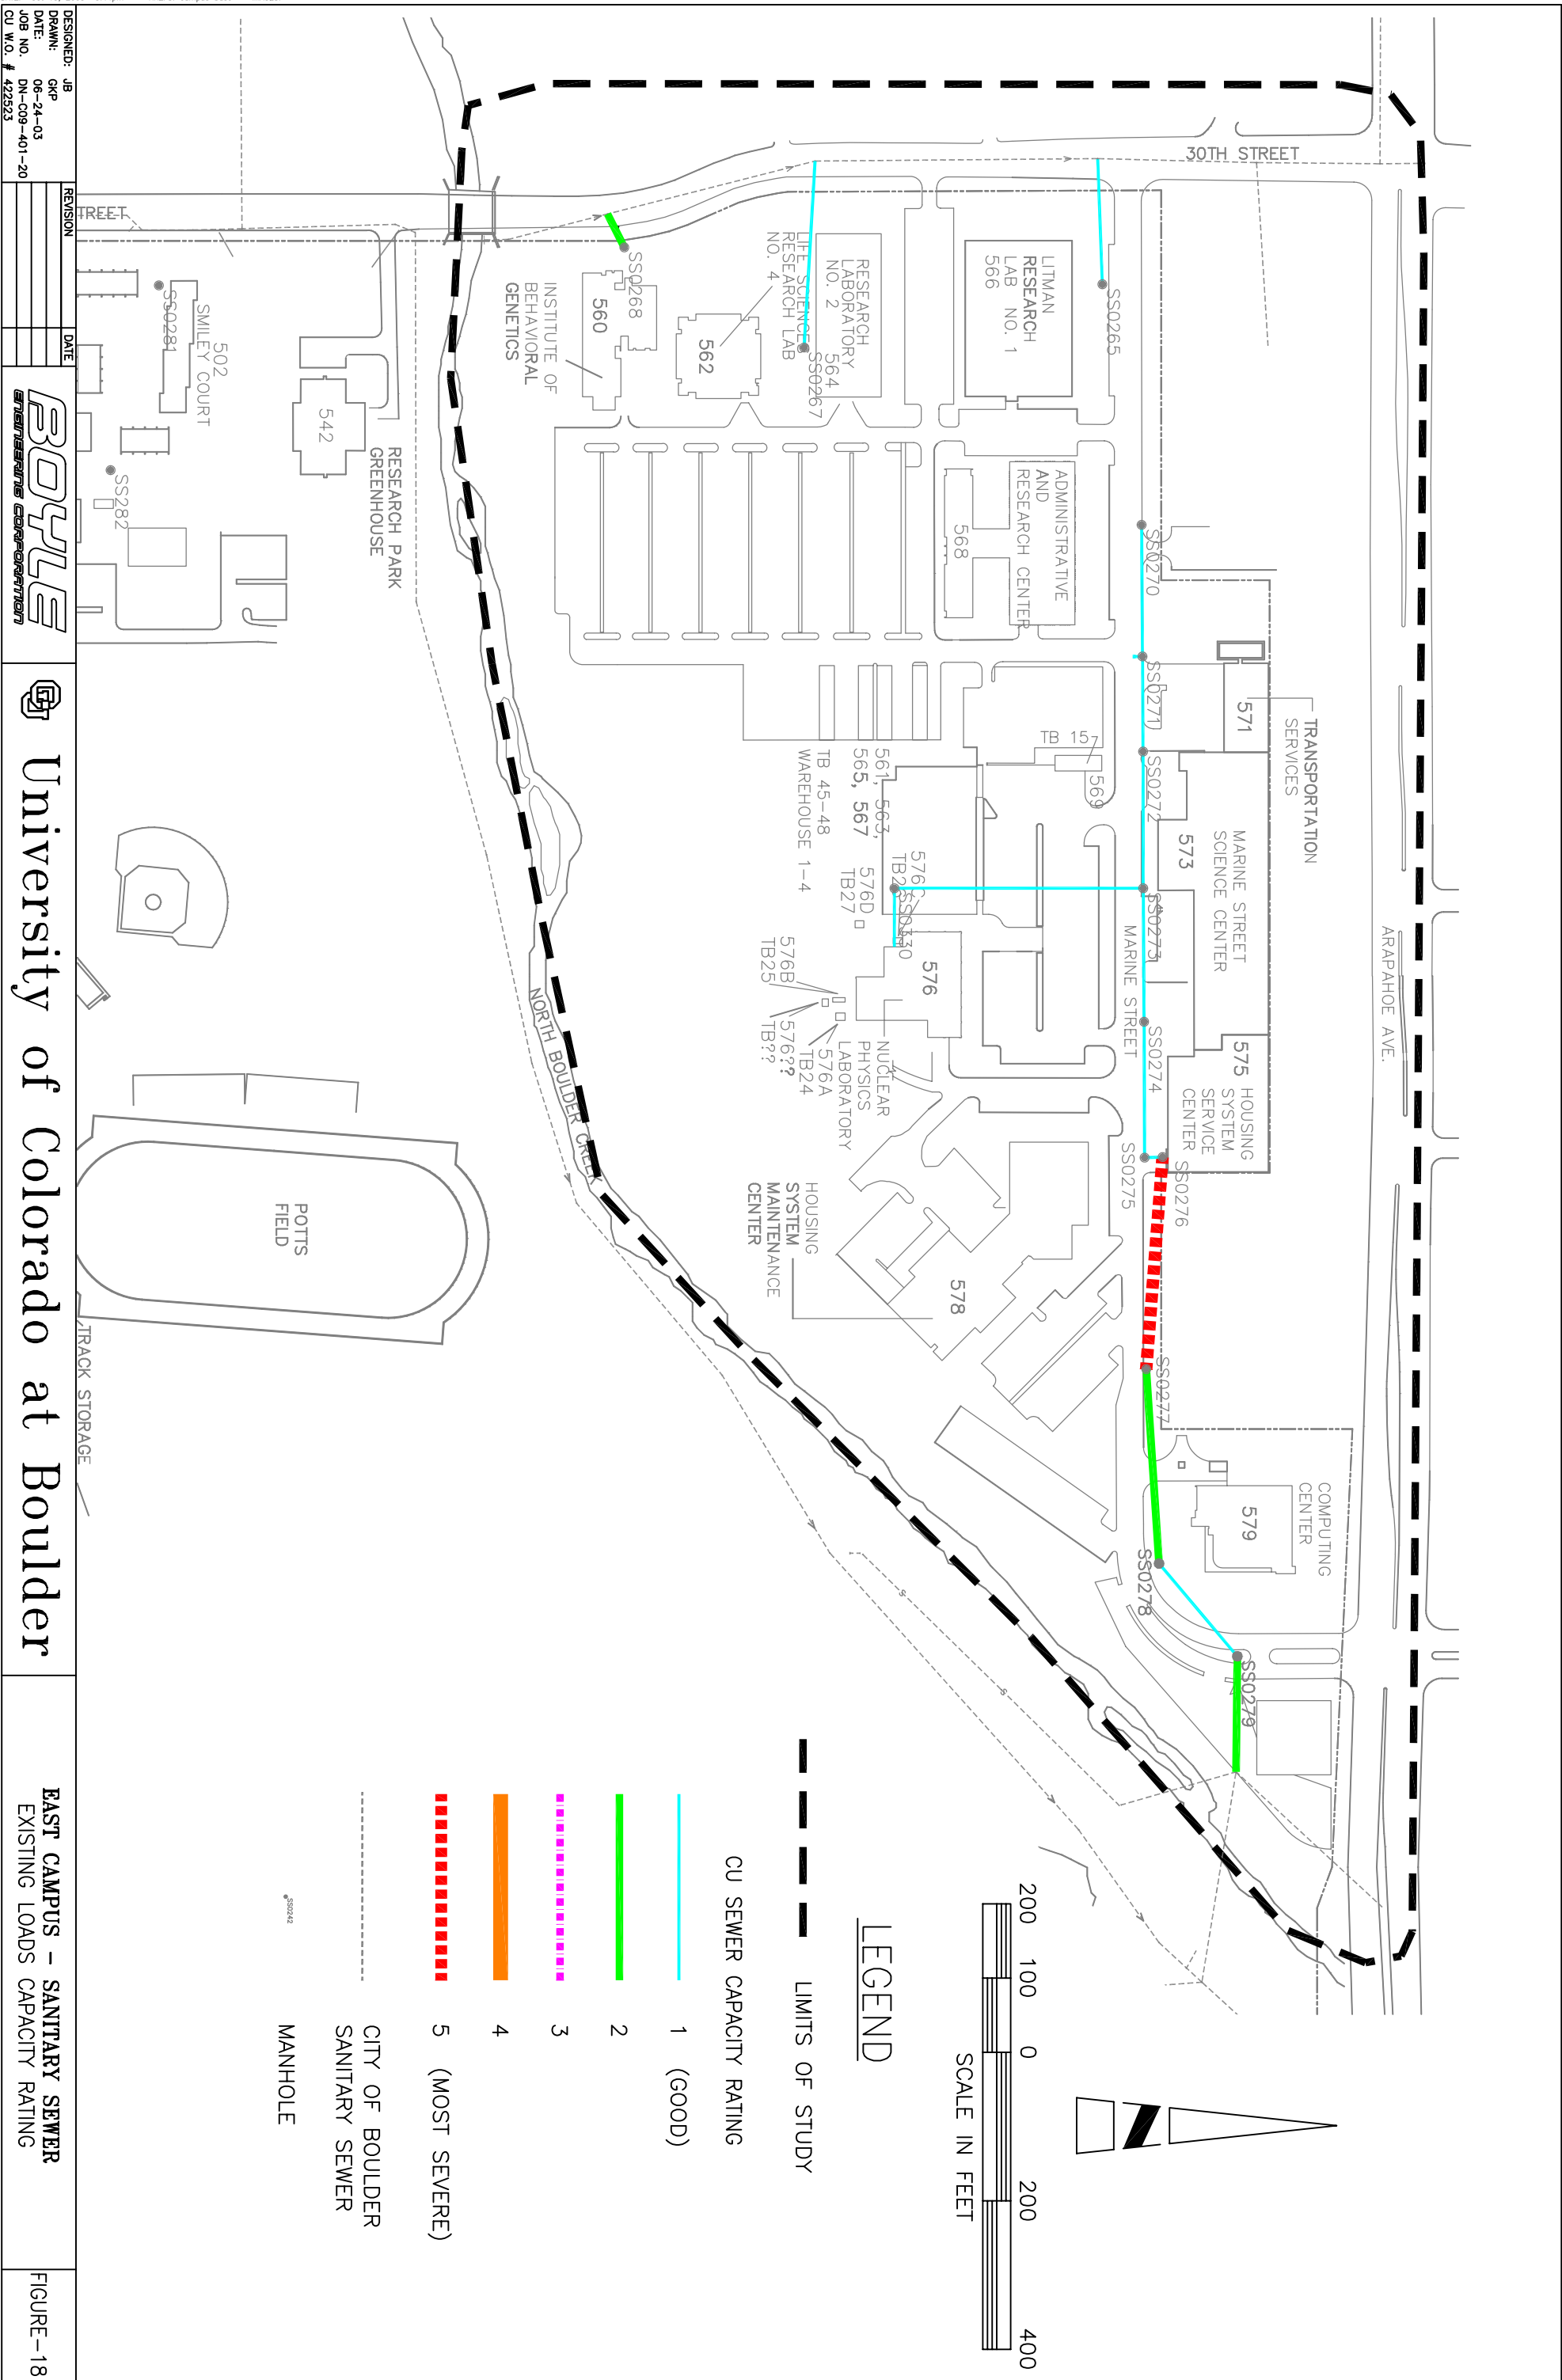 30TH STREET
ARAPAHOE AVE.
LITMAN
RESEARCH
LAB NO. 1
566
SS0265
RESEARCH
LABORATORY
NO. 2
564
LIFE SCIENCES
RESEARCH LAB
NO. 4
SS0267
562
SS0268
560
INSTITUTE OF
BEHAVIORAL
GENETICS
ADMINISTRATIVE
AND
RESEARCH CENTER
568
SS0270
SS0271
SS0272
SS0273
SS0274
SS0275
SS0276
SS0277
SS0278
SS0279
571
TRANSPORTATION
SERVICES
573
MARINE STREET
SCIENCE CENTER
575
HOUSING
SYSTEM
SERVICE
CENTER
MARINE STREET
TB 15
569
561, 563,
565, 567
TB 45-48
WAREHOUSE 1-4
SS0330
576D
TB27
576
NUCLEAR
PHYSICS
LABORATORY
576B
TB25
576??
TB??
576A
TB24
HOUSING
SYSTEM
MAINTENANCE
CENTER
578
COMPUTING
CENTER
579
NORTH BOULDER CREEK
RESEARCH PARK
GREENHOUSE
542
502
SMILEY COURT
SS0281
SS282
TREET
POTTS
FIELD
TRACK STORAGE
200 100 0 200 400
SCALE IN FEET
LEGEND
LIMITS OF STUDY
CU SEWER CAPACITY RATING
1 (GOOD)
2
3
4
5 (MOST SEVERE)
CITY OF BOULDER
SANITARY SEWER
SS0242
MANHOLE
DESIGNED: JB
DRAWN: GKP
DATE: 06-24-03
JOB NO. DN-C09-401-20
CU W.O. # 422523
REVISION DATE
BOYLE
ENGINEERING CORPORATION
CU University of Colorado at Boulder
EAST CAMPUS - SANITARY SEWER
EXISTING LOADS CAPACITY RATING
FIGURE-18